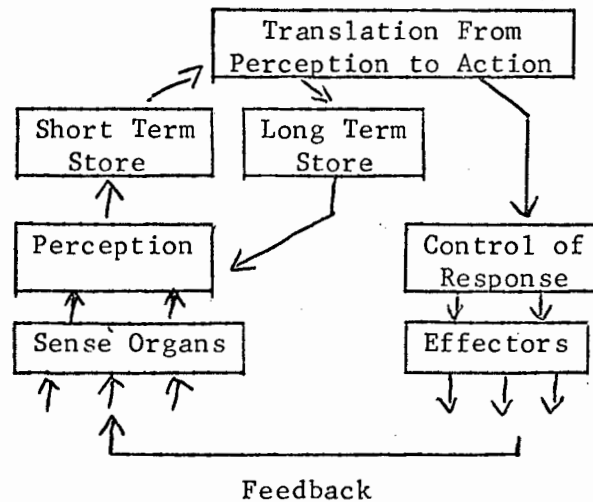 Translation From
Perception to Action
Short Term
Store
Long Term
Store
Perception
Control of
Response
Sense Organs
Effectors
Feedback